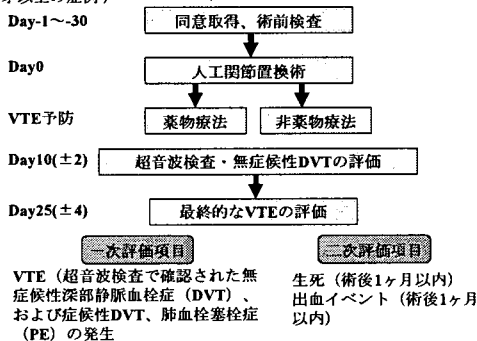 Day-1～-30
同意取得、術前検査
Day0
人工関節置換術
VTE予防
薬物療法
非薬物療法
Day10(±2)
超音波検査・無症候性DVTの評価
Day25(±4)
最終的なVTEの評価
一次評価項目
VTE（超音波検査で確認された無
症候性深部静脈血栓症（DVT）、
および症候性DVT、肺血栓塞栓症
（PE）の発生
二次評価項目
生死（術後1ヶ月以内）
出血イベント（術後1ヶ月
以内）